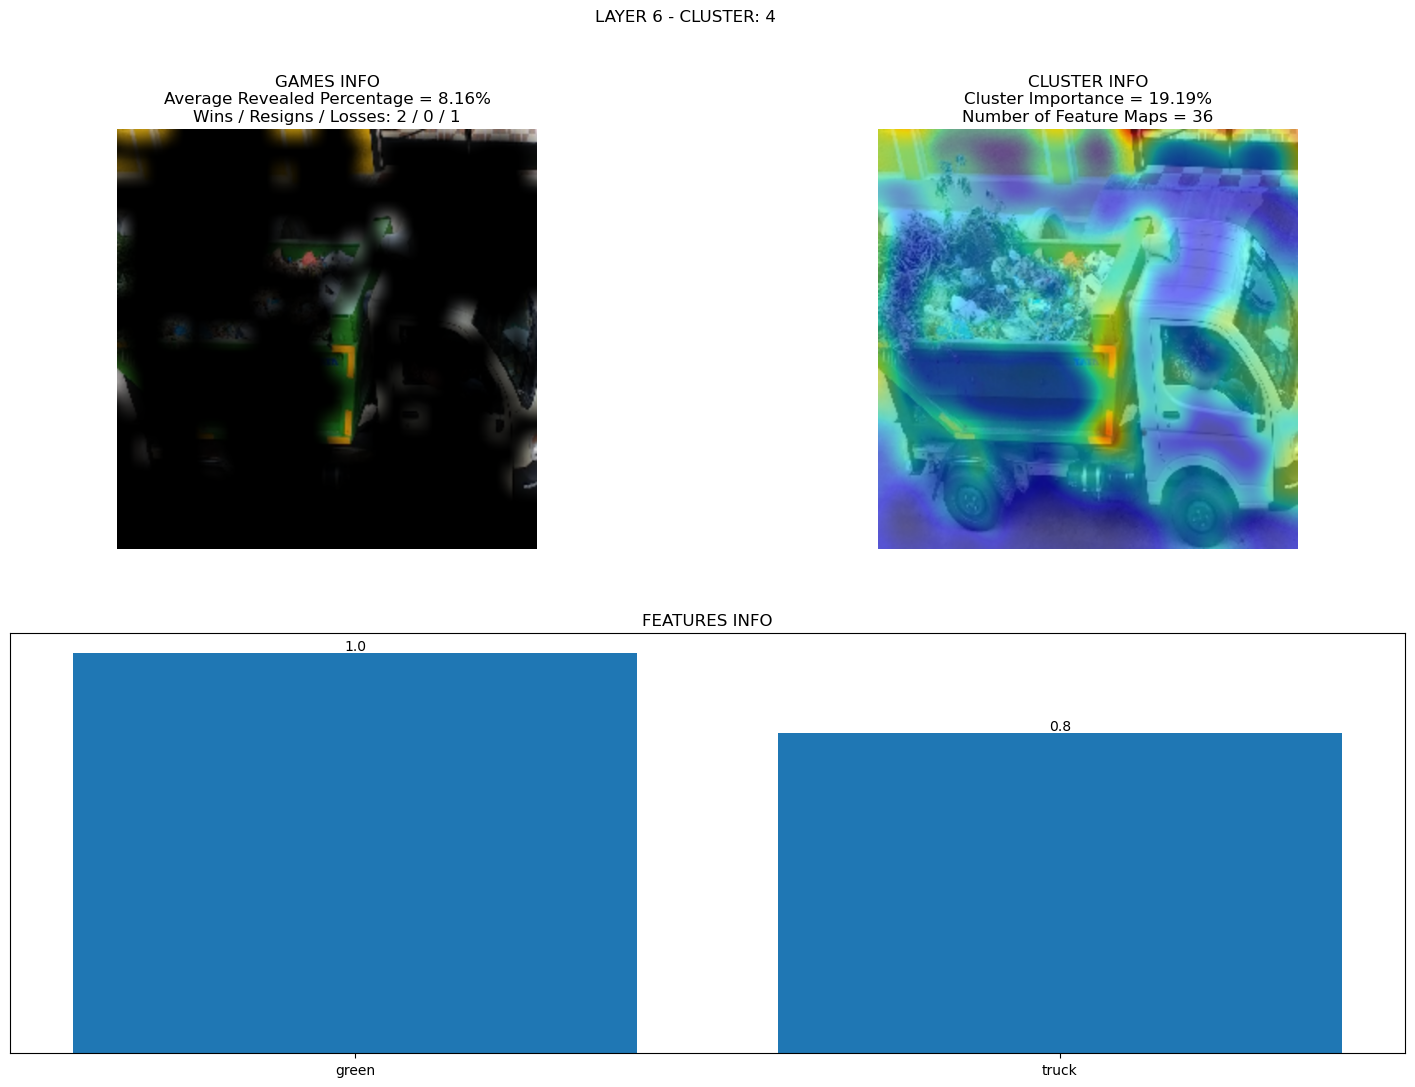 LAYER 6 - CLUSTER: 4
GAMES INFO
Average Revealed Percentage = 8.16%
Wins / Resigns / Losses: 2 / 0 / 1
CLUSTER INFO
Cluster Importance = 19.19%
Number of Feature Maps = 36
FEATURES INFO
1.0
0.8
green
truck